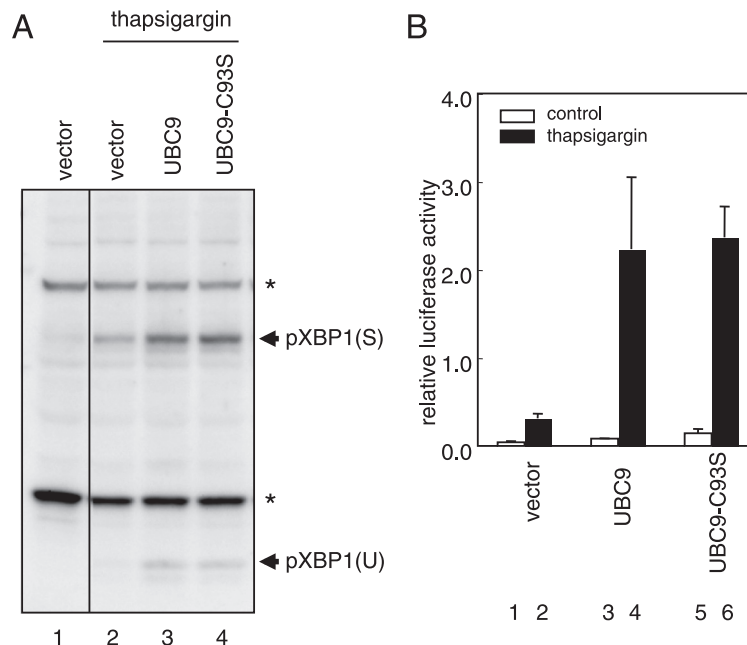 A
thapsigargin
vector
vector
UBC9
UBC9-C93S
*
pXBP1(S)
*
pXBP1(U)
1 2 3 4
B
relative luciferase activity
4.0
3.0
2.0
1.0
0.0
control
thapsigargin
vector
UBC9
UBC9-C93S
1 2 3 4 5 6